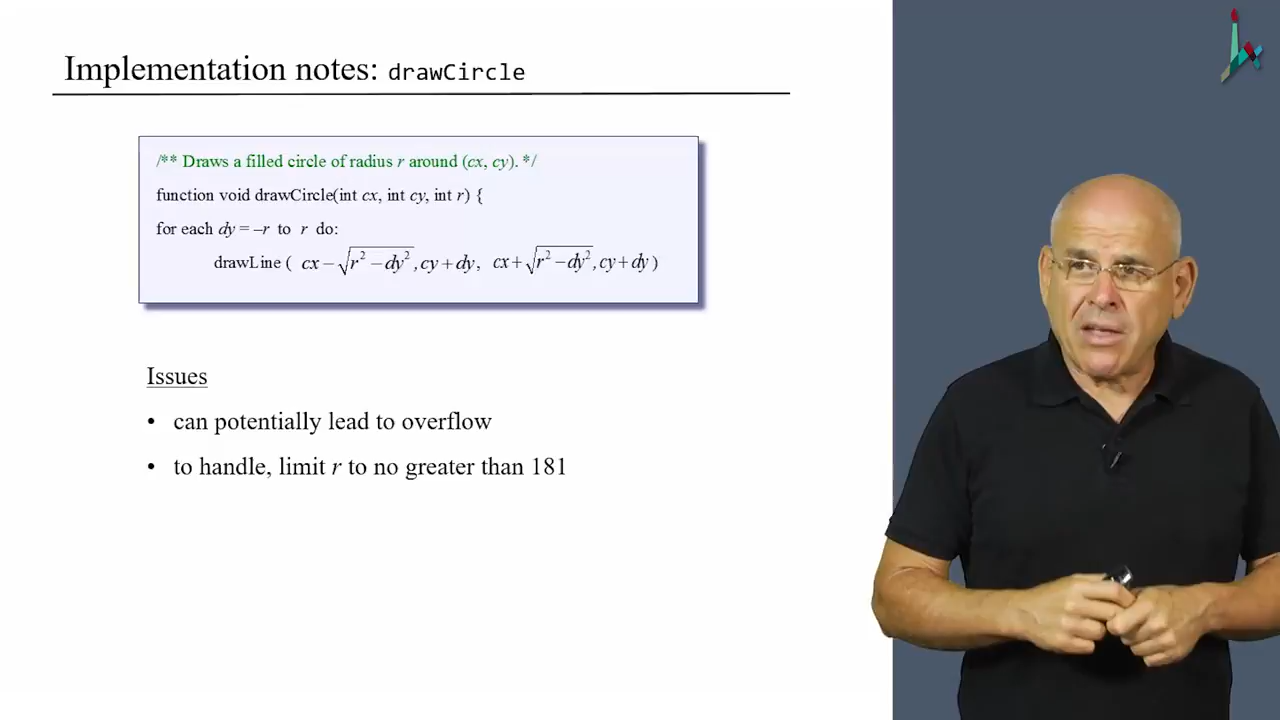 Implementation notes: drawCircle
/** Draws a filled circle of radius r around (cx, cy). */
function void drawCircle(int cx, int cy, int r) {
for each dy = –r to r do:
drawLine ( cx − √r² − dy², cy + dy, cx + √r² − dy², cy + dy )
Issues
• can potentially lead to overflow
• to handle, limit r to no greater than 181